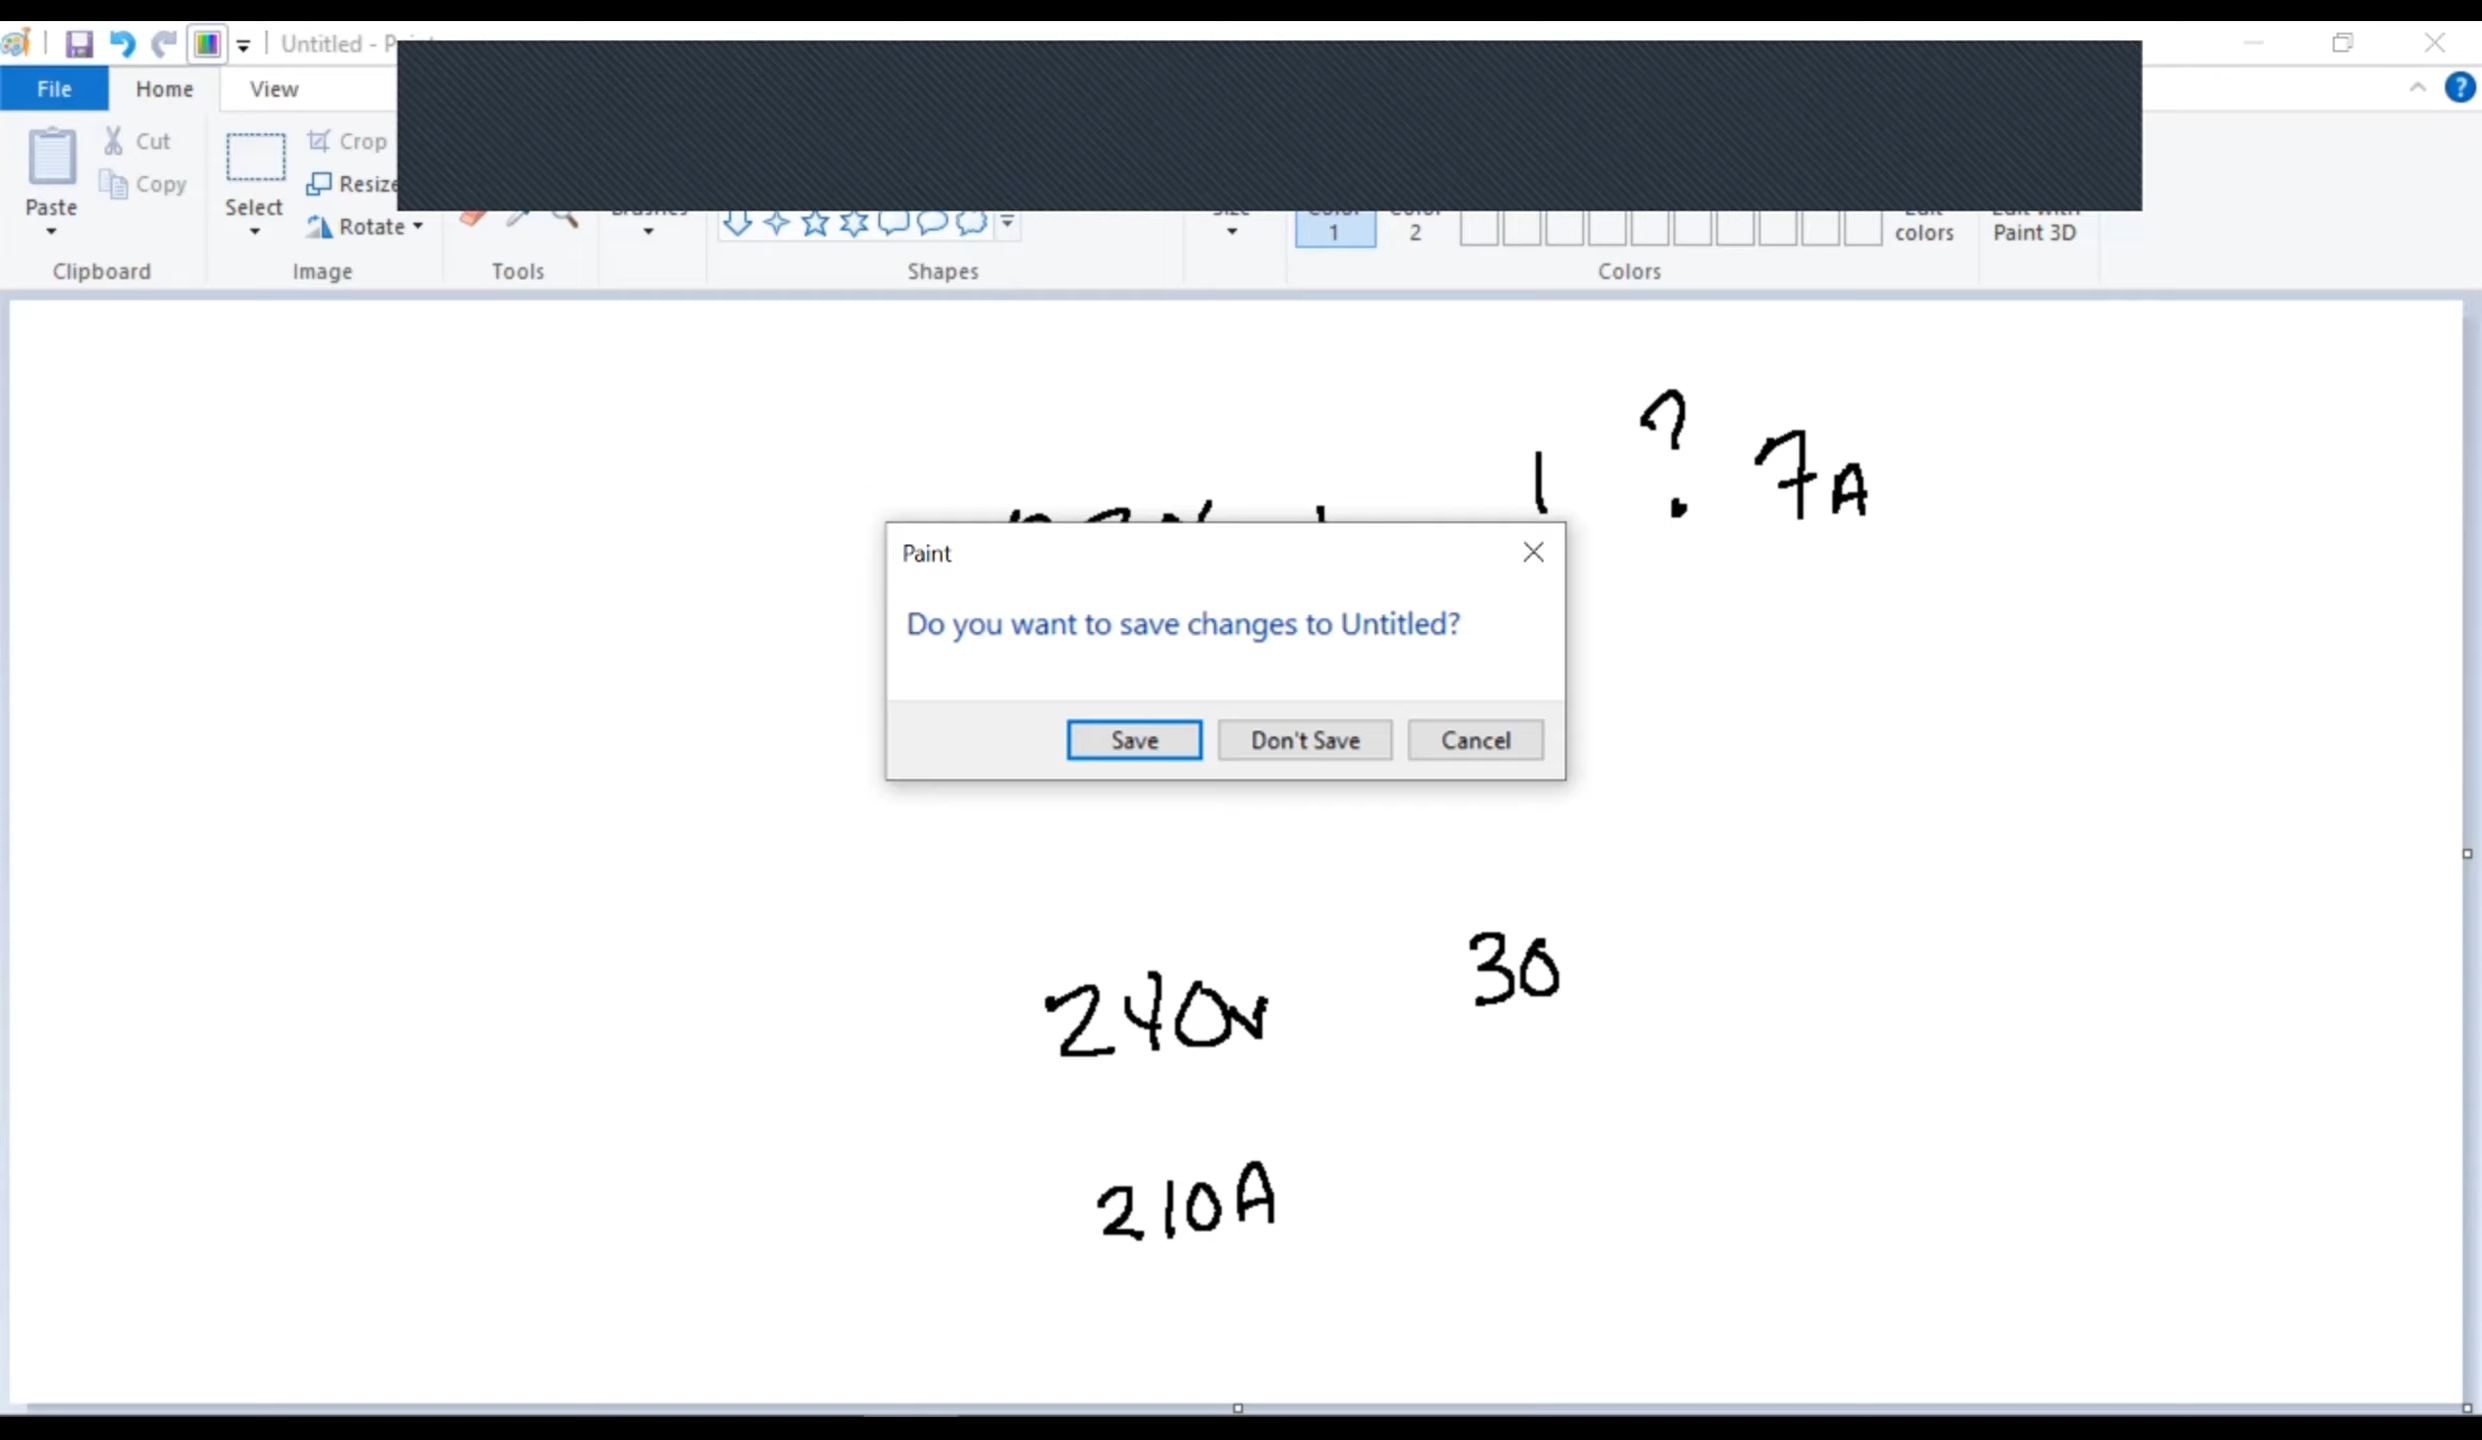 Untitled -
File Home View
Cut
Crop
Copy
Resize
Paste
Select
Rotate
1
2
colors
Paint 3D
Clipboard
Image
Tools
Shapes
Colors
? 7A
1
Paint
Do you want to save changes to Untitled?
Save Don't Save Cancel
30
240v
210A